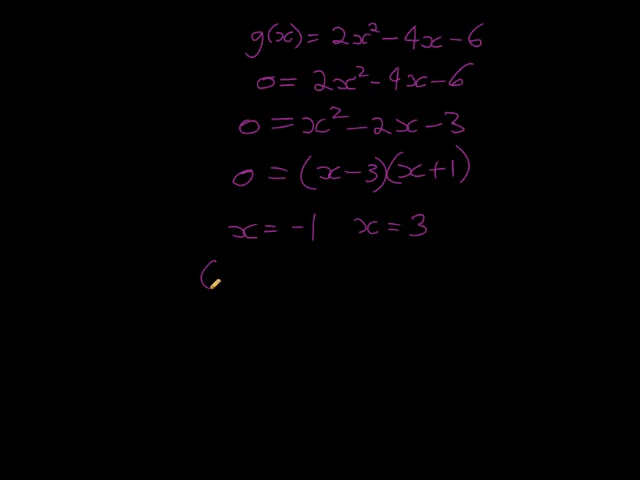 g(x) = 2x² - 4x - 6
0 = 2x² - 4x - 6
0 = x² - 2x - 3
0 = (x - 3)(x + 1)
x = -1 x = 3
(